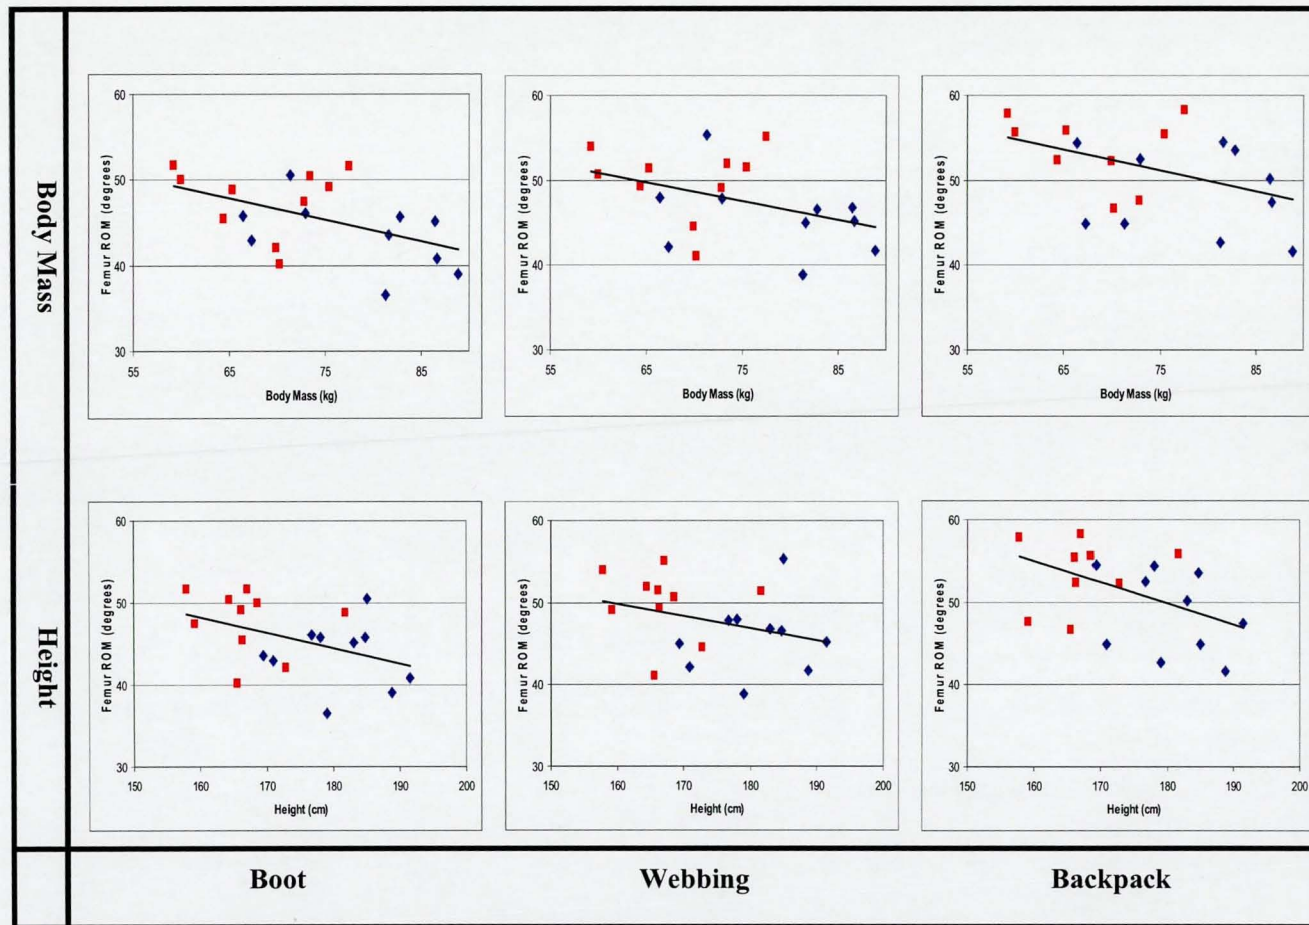 Body Mass
60
50
40
30
Femur ROM (degrees)
55 65 75 85
Body Mass (kg)
60
50
40
30
Femur ROM (degrees)
55 65 75 85
Body Mass (kg)
60
50
40
30
Femur ROM (degrees)
55 65 75 85
Body Mass (kg)
Height
60
50
40
30
Femur ROM (degrees)
150 160 170 180 190 200
Height (cm)
60
50
40
30
Femur ROM (degrees)
150 160 170 180 190 200
Height (cm)
60
50
40
30
Femur ROM (degrees)
150 160 170 180 190 200
Height (cm)
Boot Webbing Backpack